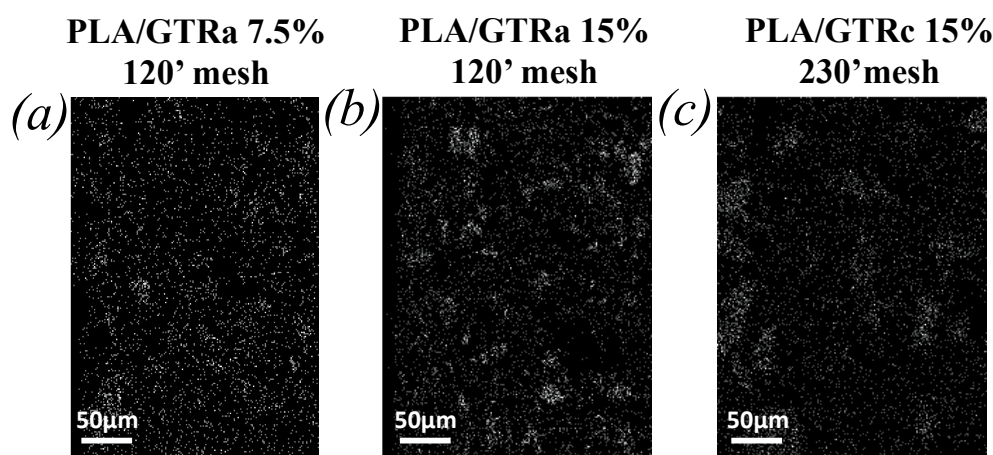 PLA/GTRa 7.5%
120’ mesh
PLA/GTRa 15%
120’ mesh
PLA/GTRc 15%
230’mesh
(a)
(b)
(c)
50µm
50µm
50µm